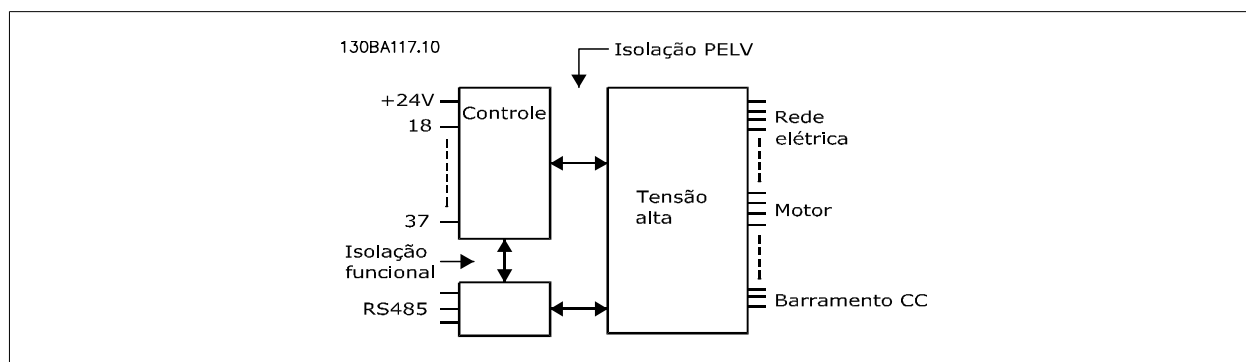 130BA117.10
Isolação PELV
+24V
Controle
18
37
Tensão
alta
Rede
elétrica
Motor
Isolação
funcional
RS485
Barramento CC